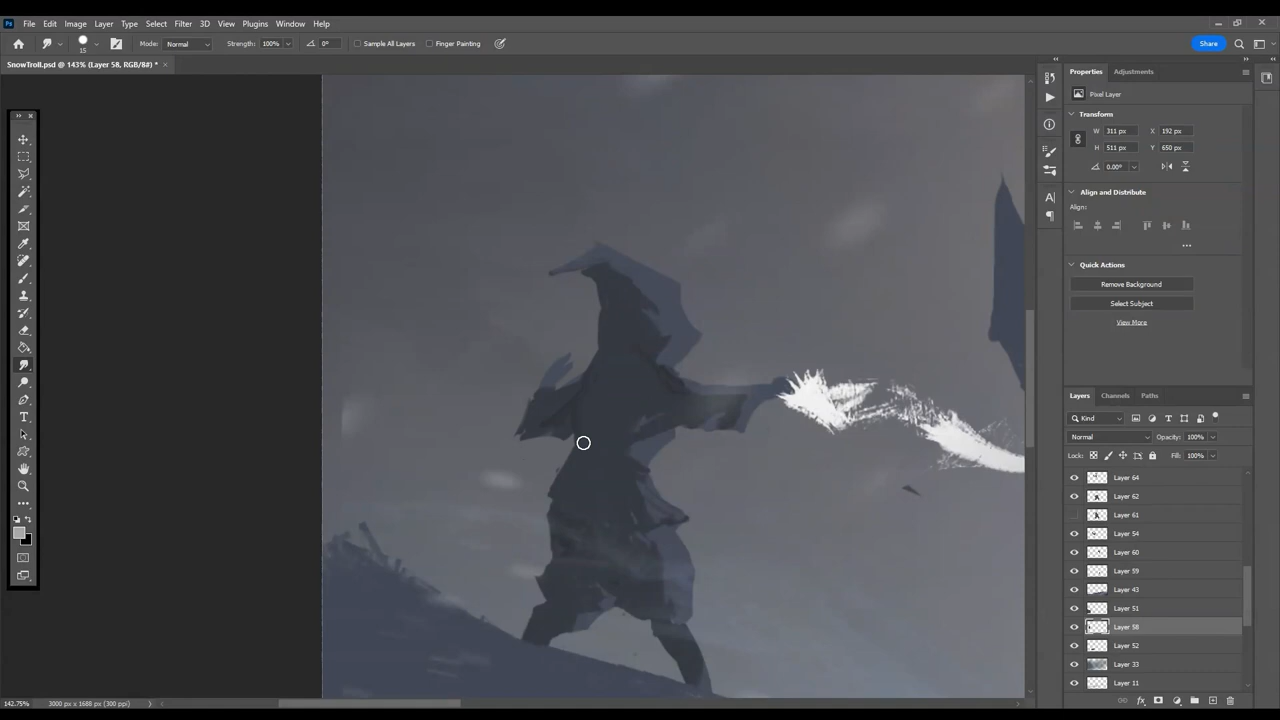 Ps File Edit Image Layer Type Select Filter 3D View Plugins Window Help
15 Mode: Normal Strength: 100% 0° Sample All Layers Finger Painting Share
SnowTroll.psd @ 143% (Layer 58, RGB/8#) * ×
Properties Adjustments
Pixel Layer
Transform
W 311 px X 192 px
H 511 px Y 650 px
0.00°
Align and Distribute
Align:
Quick Actions
Remove Background
Select Subject
View More
Layers Channels Paths
Kind
Normal Opacity: 100%
Lock: Fill: 100%
Layer 64
Layer 62
Layer 61
Layer 54
Layer 60
Layer 59
Layer 43
Layer 51
Layer 58
Layer 52
Layer 33
Layer 11
142.75% 3000 px x 1688 px (300 ppi)